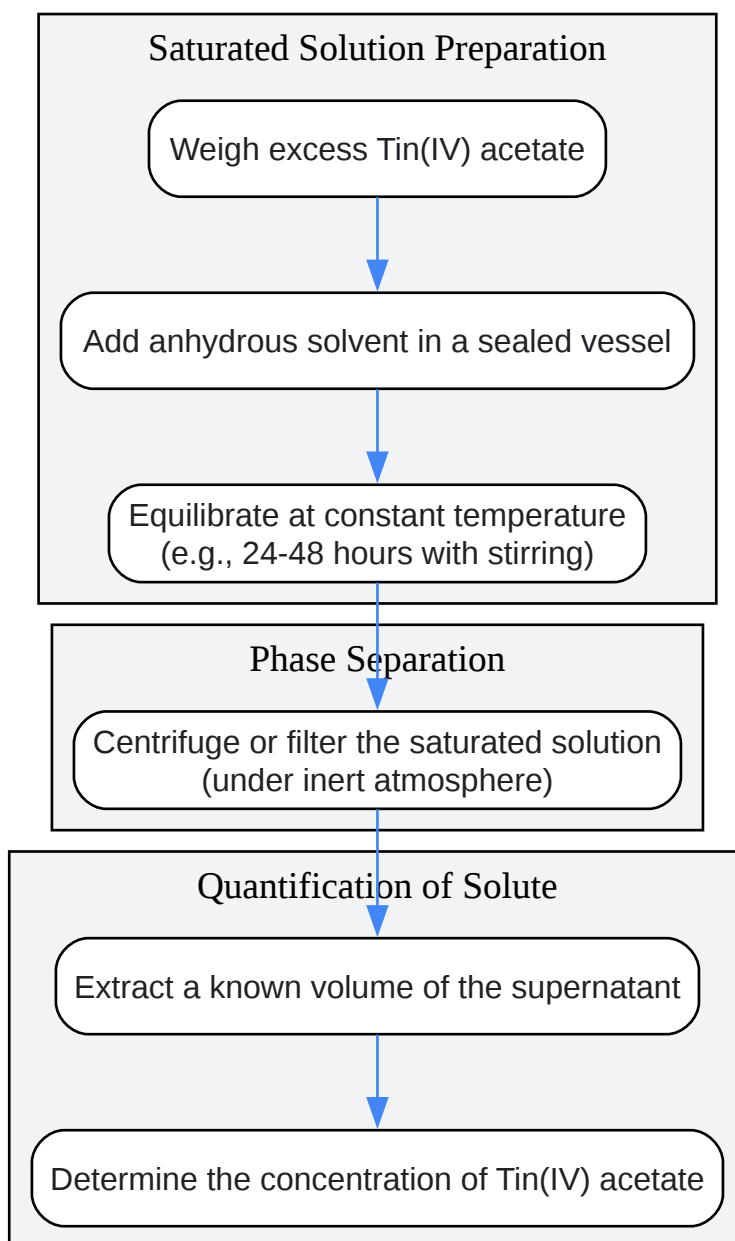 Saturated Solution Preparation
Weigh excess Tin(IV) acetate
Add anhydrous solvent in a sealed vessel
Equilibrate at constant temperature
(e.g., 24-48 hours with stirring)
Phase Separation
Centrifuge or filter the saturated solution
(under inert atmosphere)
Quantification of Solute
Extract a known volume of the supernatant
Determine the concentration of Tin(IV) acetate